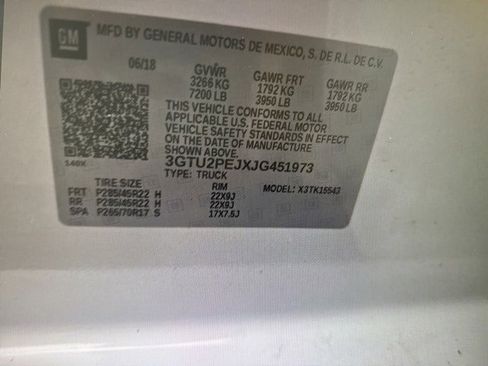 GM
MFD BY GENERAL MOTORS DE MEXICO, S. DE R.L. DE C.V.
06/18 GVWR GAWR FRT GAWR RR
3266 KG 1792 KG 1792 KG
7200 LB 3950 LB 3950 LB
THIS VEHICLE CONFORMS TO ALL
APPLICABLE U.S. FEDERAL MOTOR
VEHICLE SAFETY STANDARDS IN EFFECT
ON THE DATE OF MANUFACTURE
SHOWN ABOVE.
140X 3GTU2PEJXJG451973
TYPE: TRUCK
TIRE SIZE RIM MODEL: X3TK15543
FRT P285/45R22 H 22X9J
RR P285/45R22 H 22X9J
SPA P265/70R17 S 17X7.5J